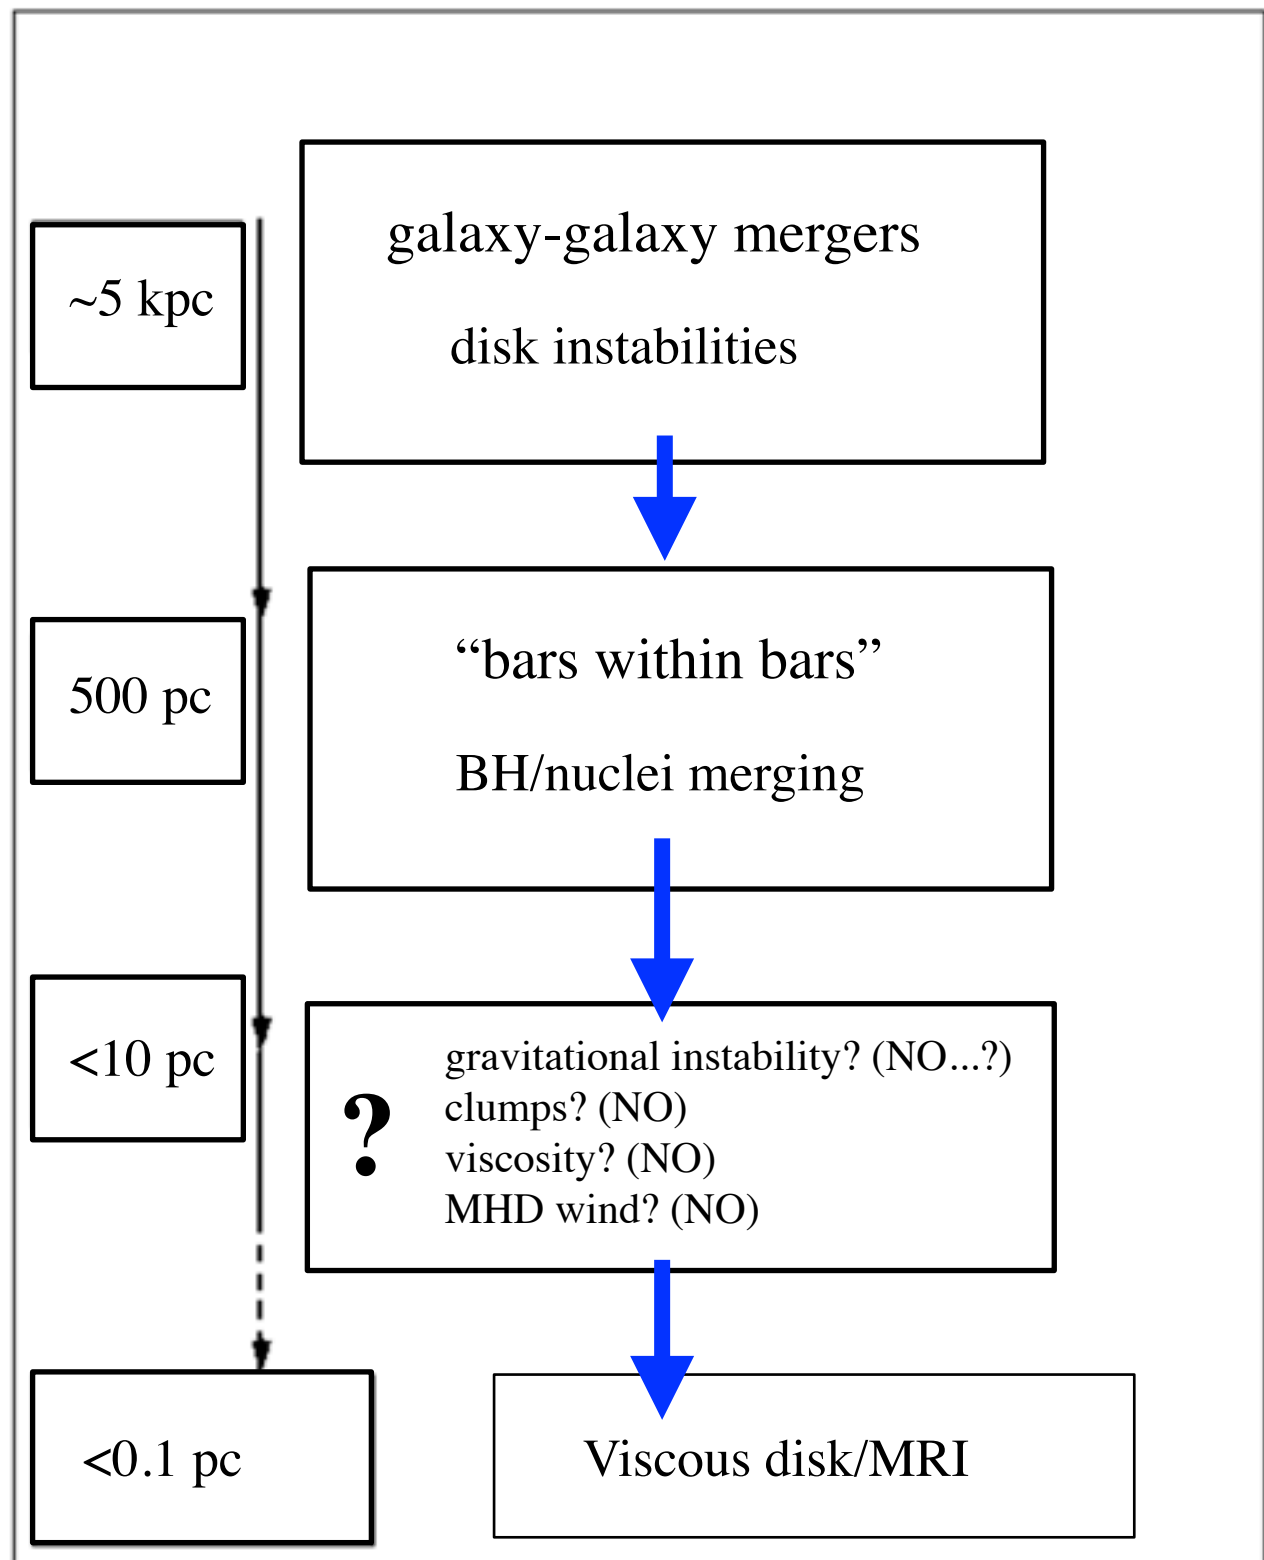 galaxy-galaxy mergers
~5 kpc
disk instabilities
“bars within bars”
500 pc
BH/nuclei merging
<10 pc
?
gravitational instability? (NO...?)
clumps? (NO)
viscosity? (NO)
MHD wind? (NO)
<0.1 pc
Viscous disk/MRI